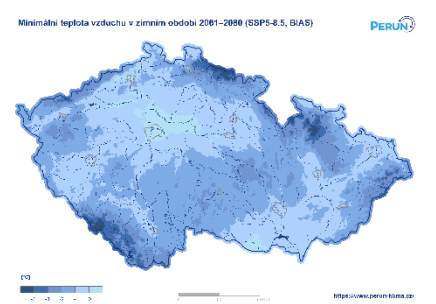 Minimální teplota vzduchu v zimním období 2061–2080 (SSP5-8.5, BIAS)
PERUN
[°C]
https://www.perun-klima.cz/